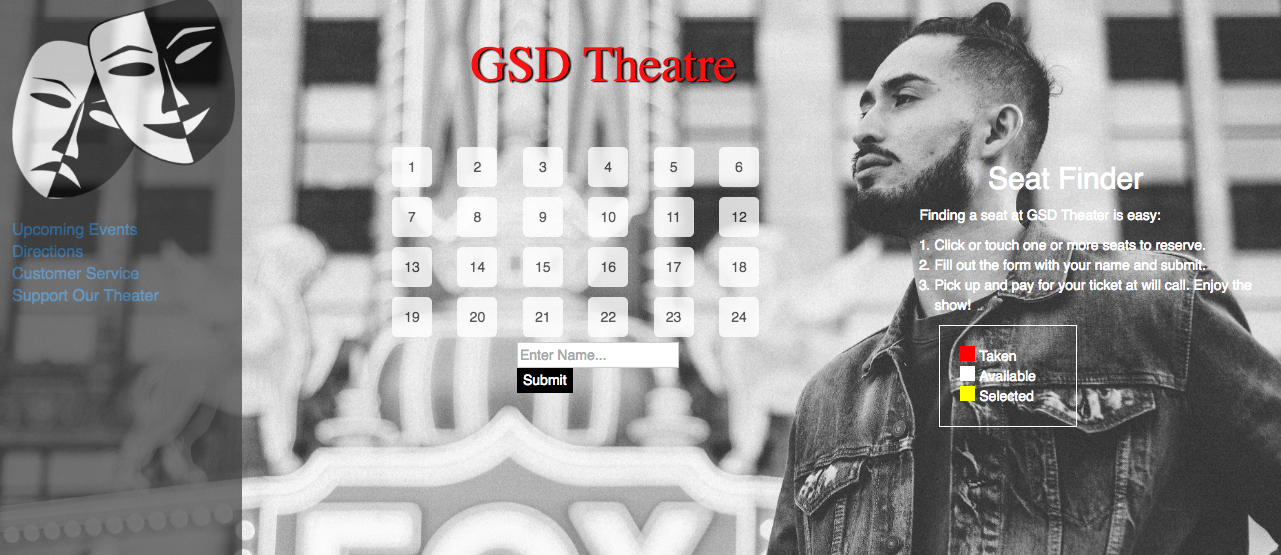 GSD Theatre
Upcoming Events
Directions
Customer Service
Support Our Theater
1 2 3 4 5 6
7 8 9 10 11 12
13 14 15 16 17 18
19 20 21 22 23 24
Enter Name...
Submit
Seat Finder
Finding a seat at GSD Theater is easy:
1. Click or touch one or more seats to reserve.
2. Fill out the form with your name and submit.
3. Pick up and pay for your ticket at will call. Enjoy the
show!
Taken
Available
Selected
FOX